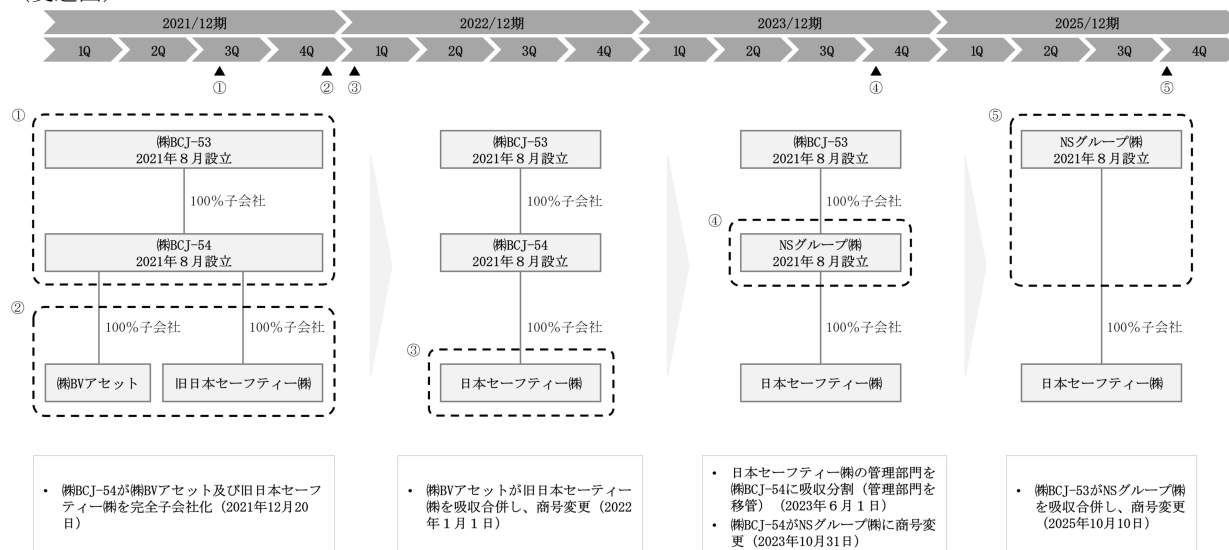 2021/12期
2022/12期
2023/12期
2025/12期
1Q
2Q
3Q
4Q
1Q
2Q
3Q
4Q
1Q
2Q
3Q
4Q
1Q
2Q
3Q
4Q
▲
①
▲
②
▲
③
▲
④
▲
⑤
①
㈱BCJ-53
2021年8月設立
100%子会社
㈱BCJ-54
2021年8月設立
②
100%子会社
100%子会社
㈱BVアセット
旧日本セーフティー㈱
㈱BCJ-53
2021年8月設立
100%子会社
㈱BCJ-54
2021年8月設立
100%子会社
③
日本セーフティー㈱
㈱BCJ-53
2021年8月設立
100%子会社
④
NSグループ㈱
2021年8月設立
100%子会社
日本セーフティー㈱
⑤
NSグループ㈱
2021年8月設立
100%子会社
日本セーフティー㈱
• ㈱BCJ-54が㈱BVアセット及び旧日本セーフ
ティー㈱を完全子会社化(2021年12月20
日)
• ㈱BVアセットが旧日本セーティー
㈱を吸収合併し、商号変更(2022
年1月1日)
• 日本セーフティー㈱の管理部門を
㈱BCJ-54に吸収分割(管理部門を
移管)(2023年6月1日)
• ㈱BCJ-54がNSグループ㈱に商号変
更(2023年10月31日)
• ㈱BCJ-53がNSグループ㈱
を吸収合併し、商号変更
(2025年10月10日)